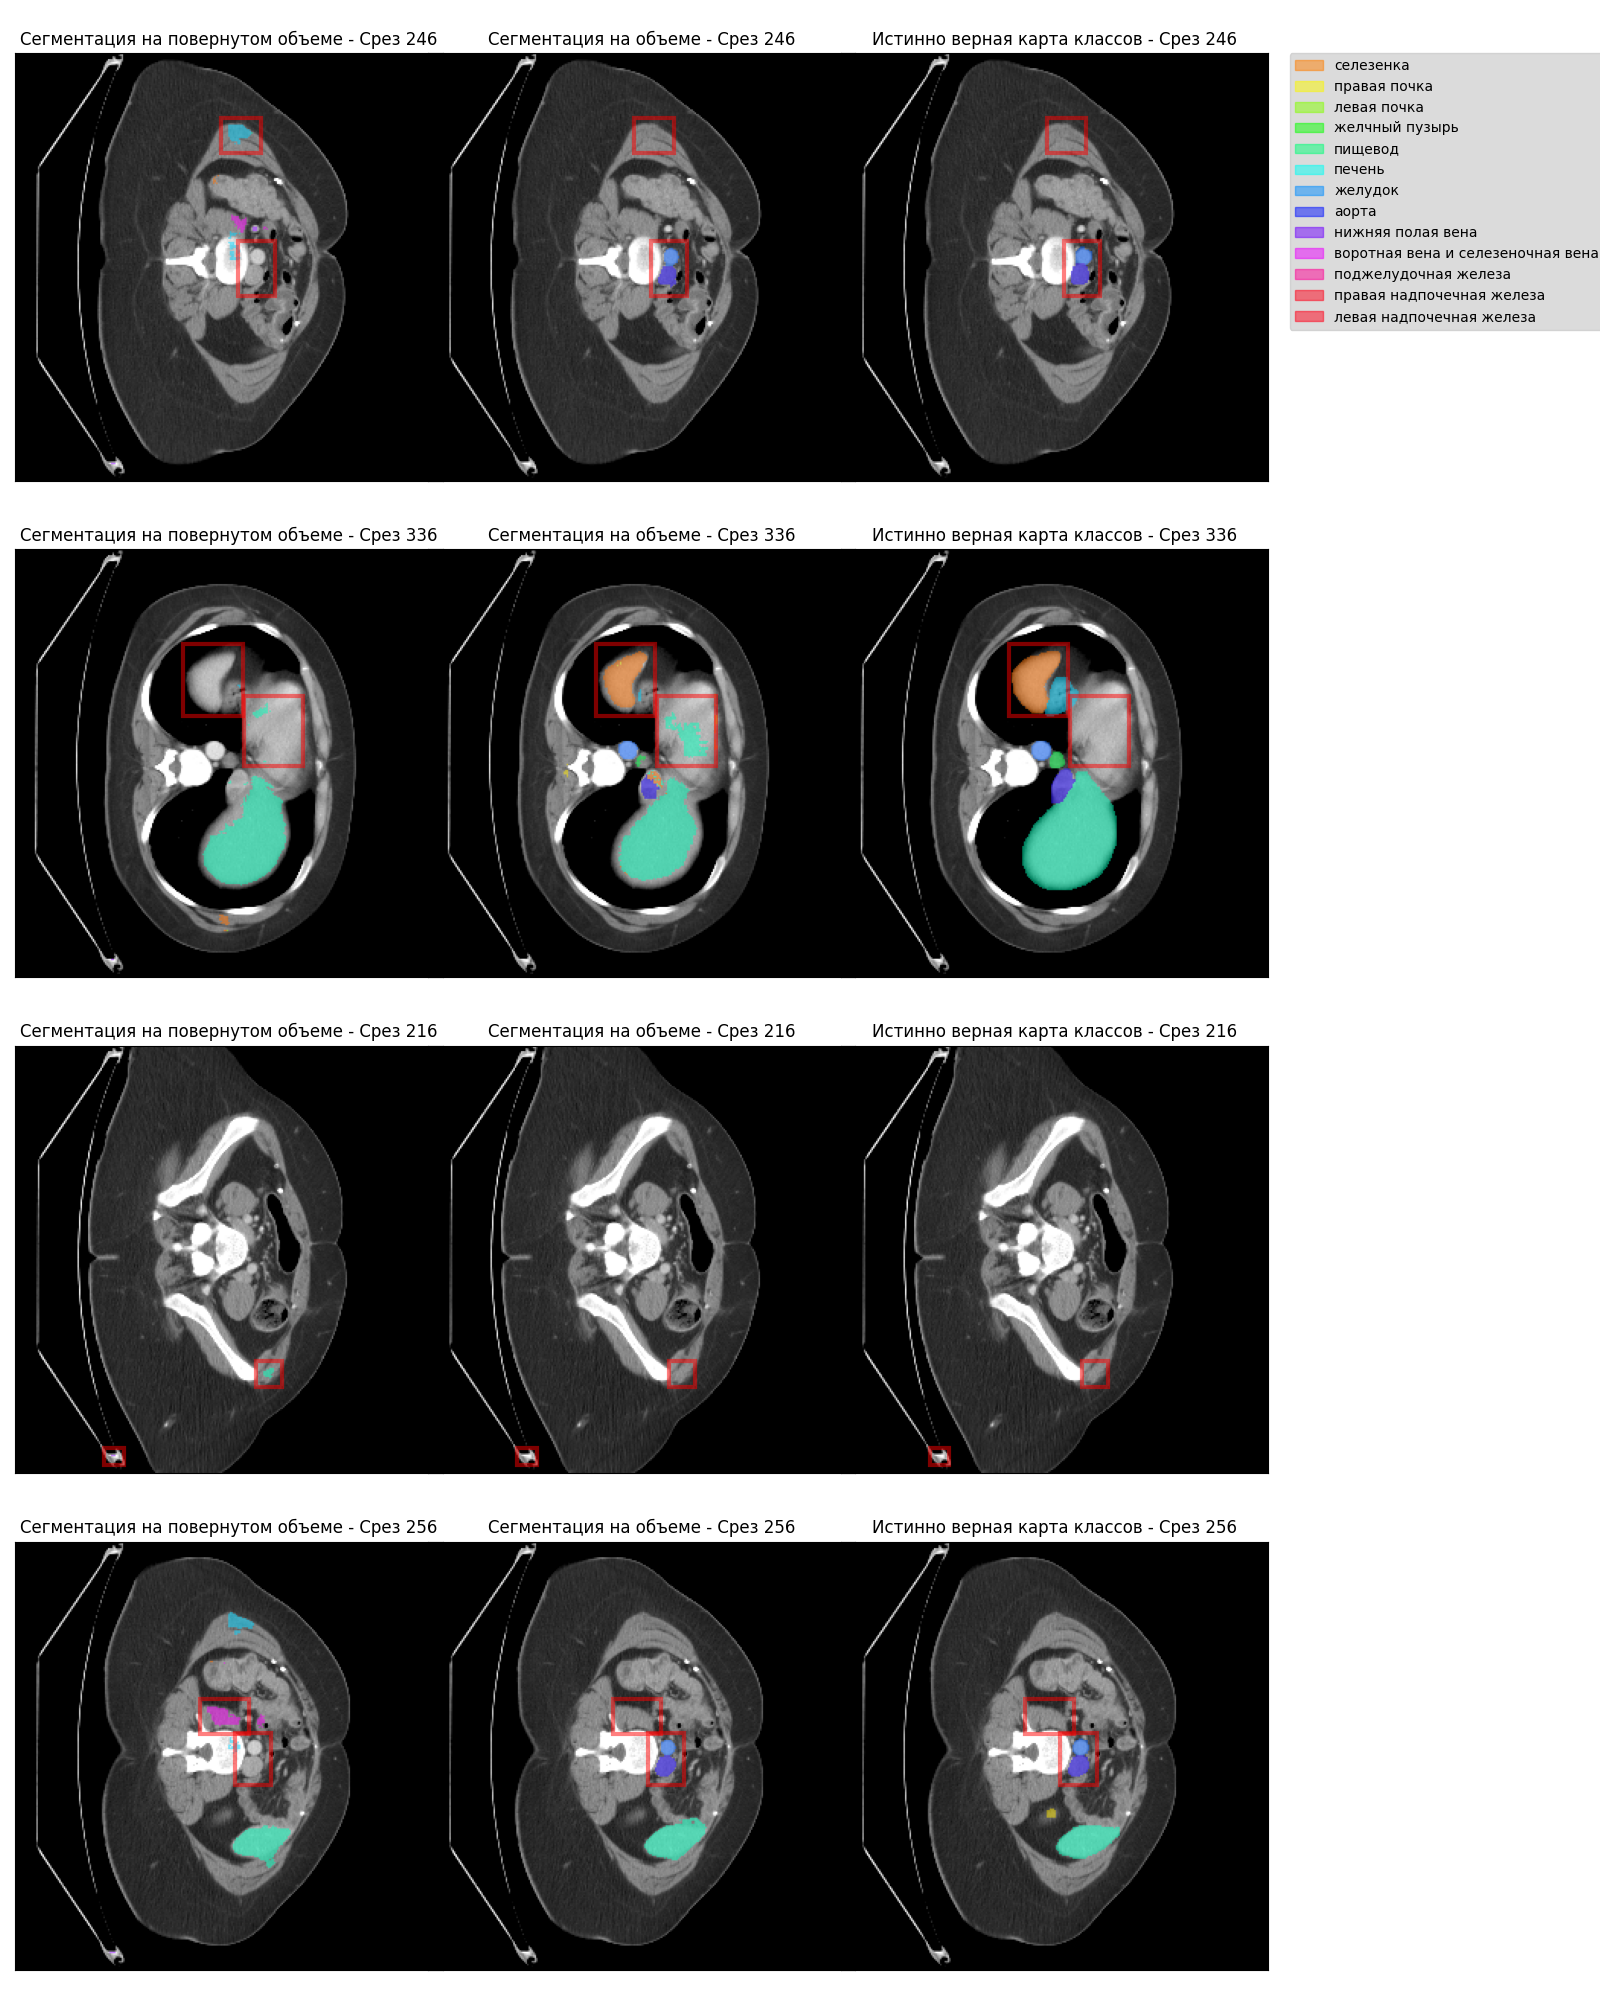 Сегментация на повернутом объеме - Срез 246
Сегментация на объеме - Срез 246
Истинно верная карта классов - Срез 246
селезенка
правая почка
левая почка
желчный пузырь
пищевод
печень
желудок
аорта
нижняя полая вена
воротная вена и селезеночная вена
поджелудочная железа
правая надпочечная железа
левая надпочечная железа
Сегментация на повернутом объеме - Срез 336
Сегментация на объеме - Срез 336
Истинно верная карта классов - Срез 336
Сегментация на повернутом объеме - Срез 216
Сегментация на объеме - Срез 216
Истинно верная карта классов - Срез 216
Сегментация на повернутом объеме - Срез 256
Сегментация на объеме - Срез 256
Истинно верная карта классов - Срез 256